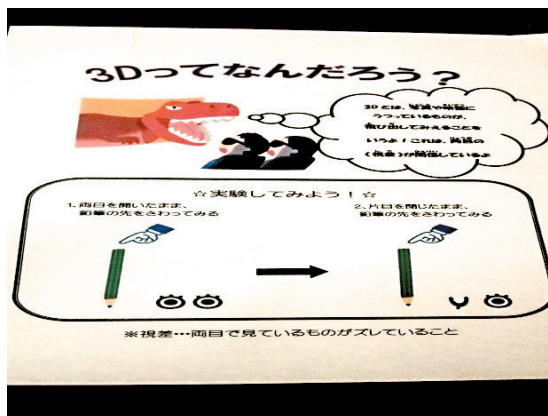 3Dってなんだろう？
3Dとは、写真や映画に
うつっているものが、
飛び出してみえることを
いうよ！これは、両目の
(視差)が関係しているよ
☆実験してみよう！☆
1. 両目を開いたまま、
鉛筆の先をさわってみる
2. 片目を閉じたまま、
鉛筆の先をさわってみる
※視差…両目で見ているものがズレていること